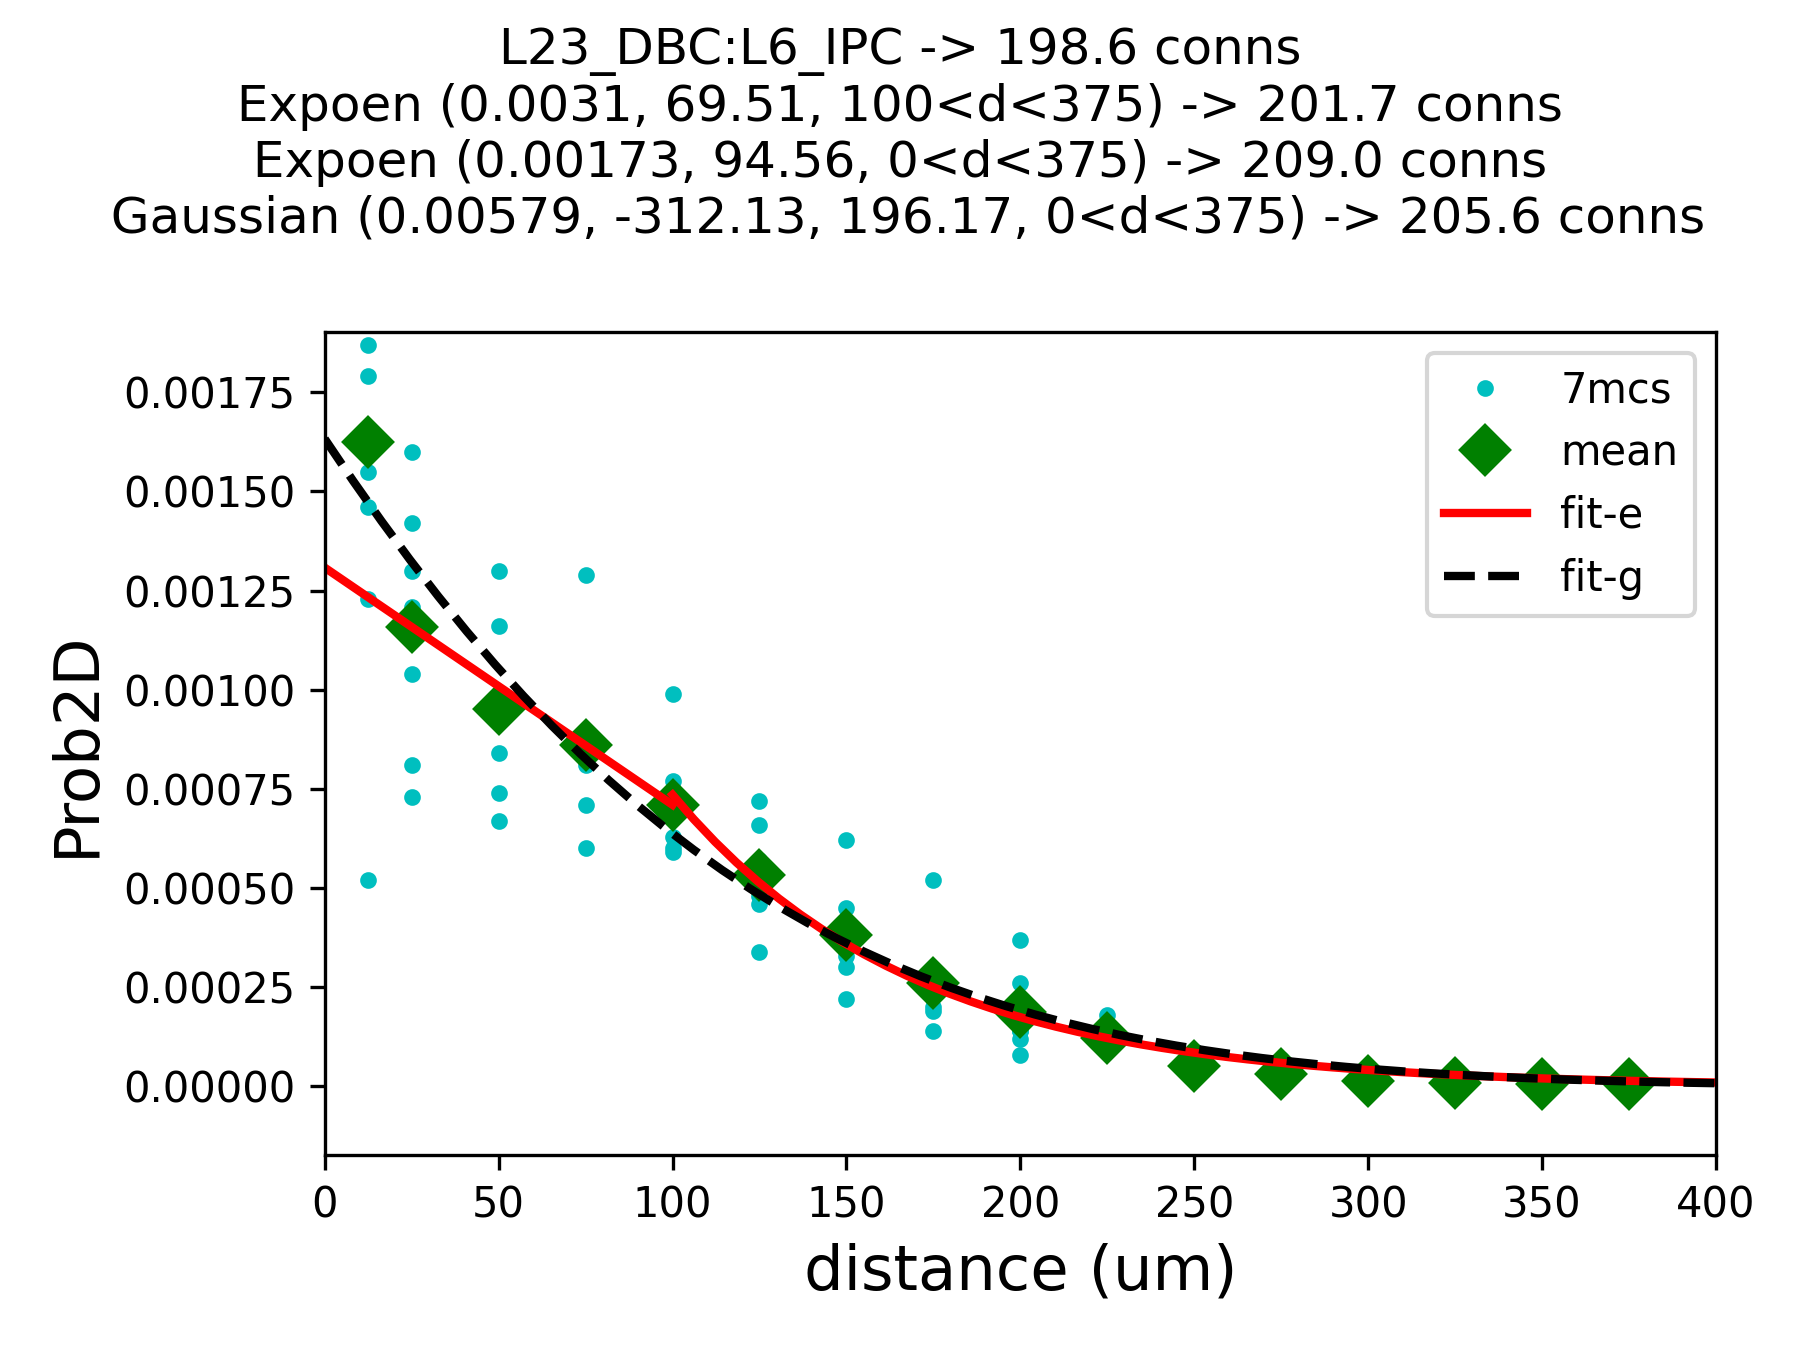 L23_DBC:L6_IPC -> 198.6 conns
Expoen (0.0031, 69.51, 100<d<375) -> 201.7 conns
Expoen (0.00173, 94.56, 0<d<375) -> 209.0 conns
Gaussian (0.00579, -312.13, 196.17, 0<d<375) -> 205.6 conns
7mcs
mean
fit-e
fit-g
0.00175
0.00150
0.00125
0.00100
0.00075
0.00050
0.00025
0.00000
Prob2D
0 50 100 150 200 250 300 350 400
distance (um)